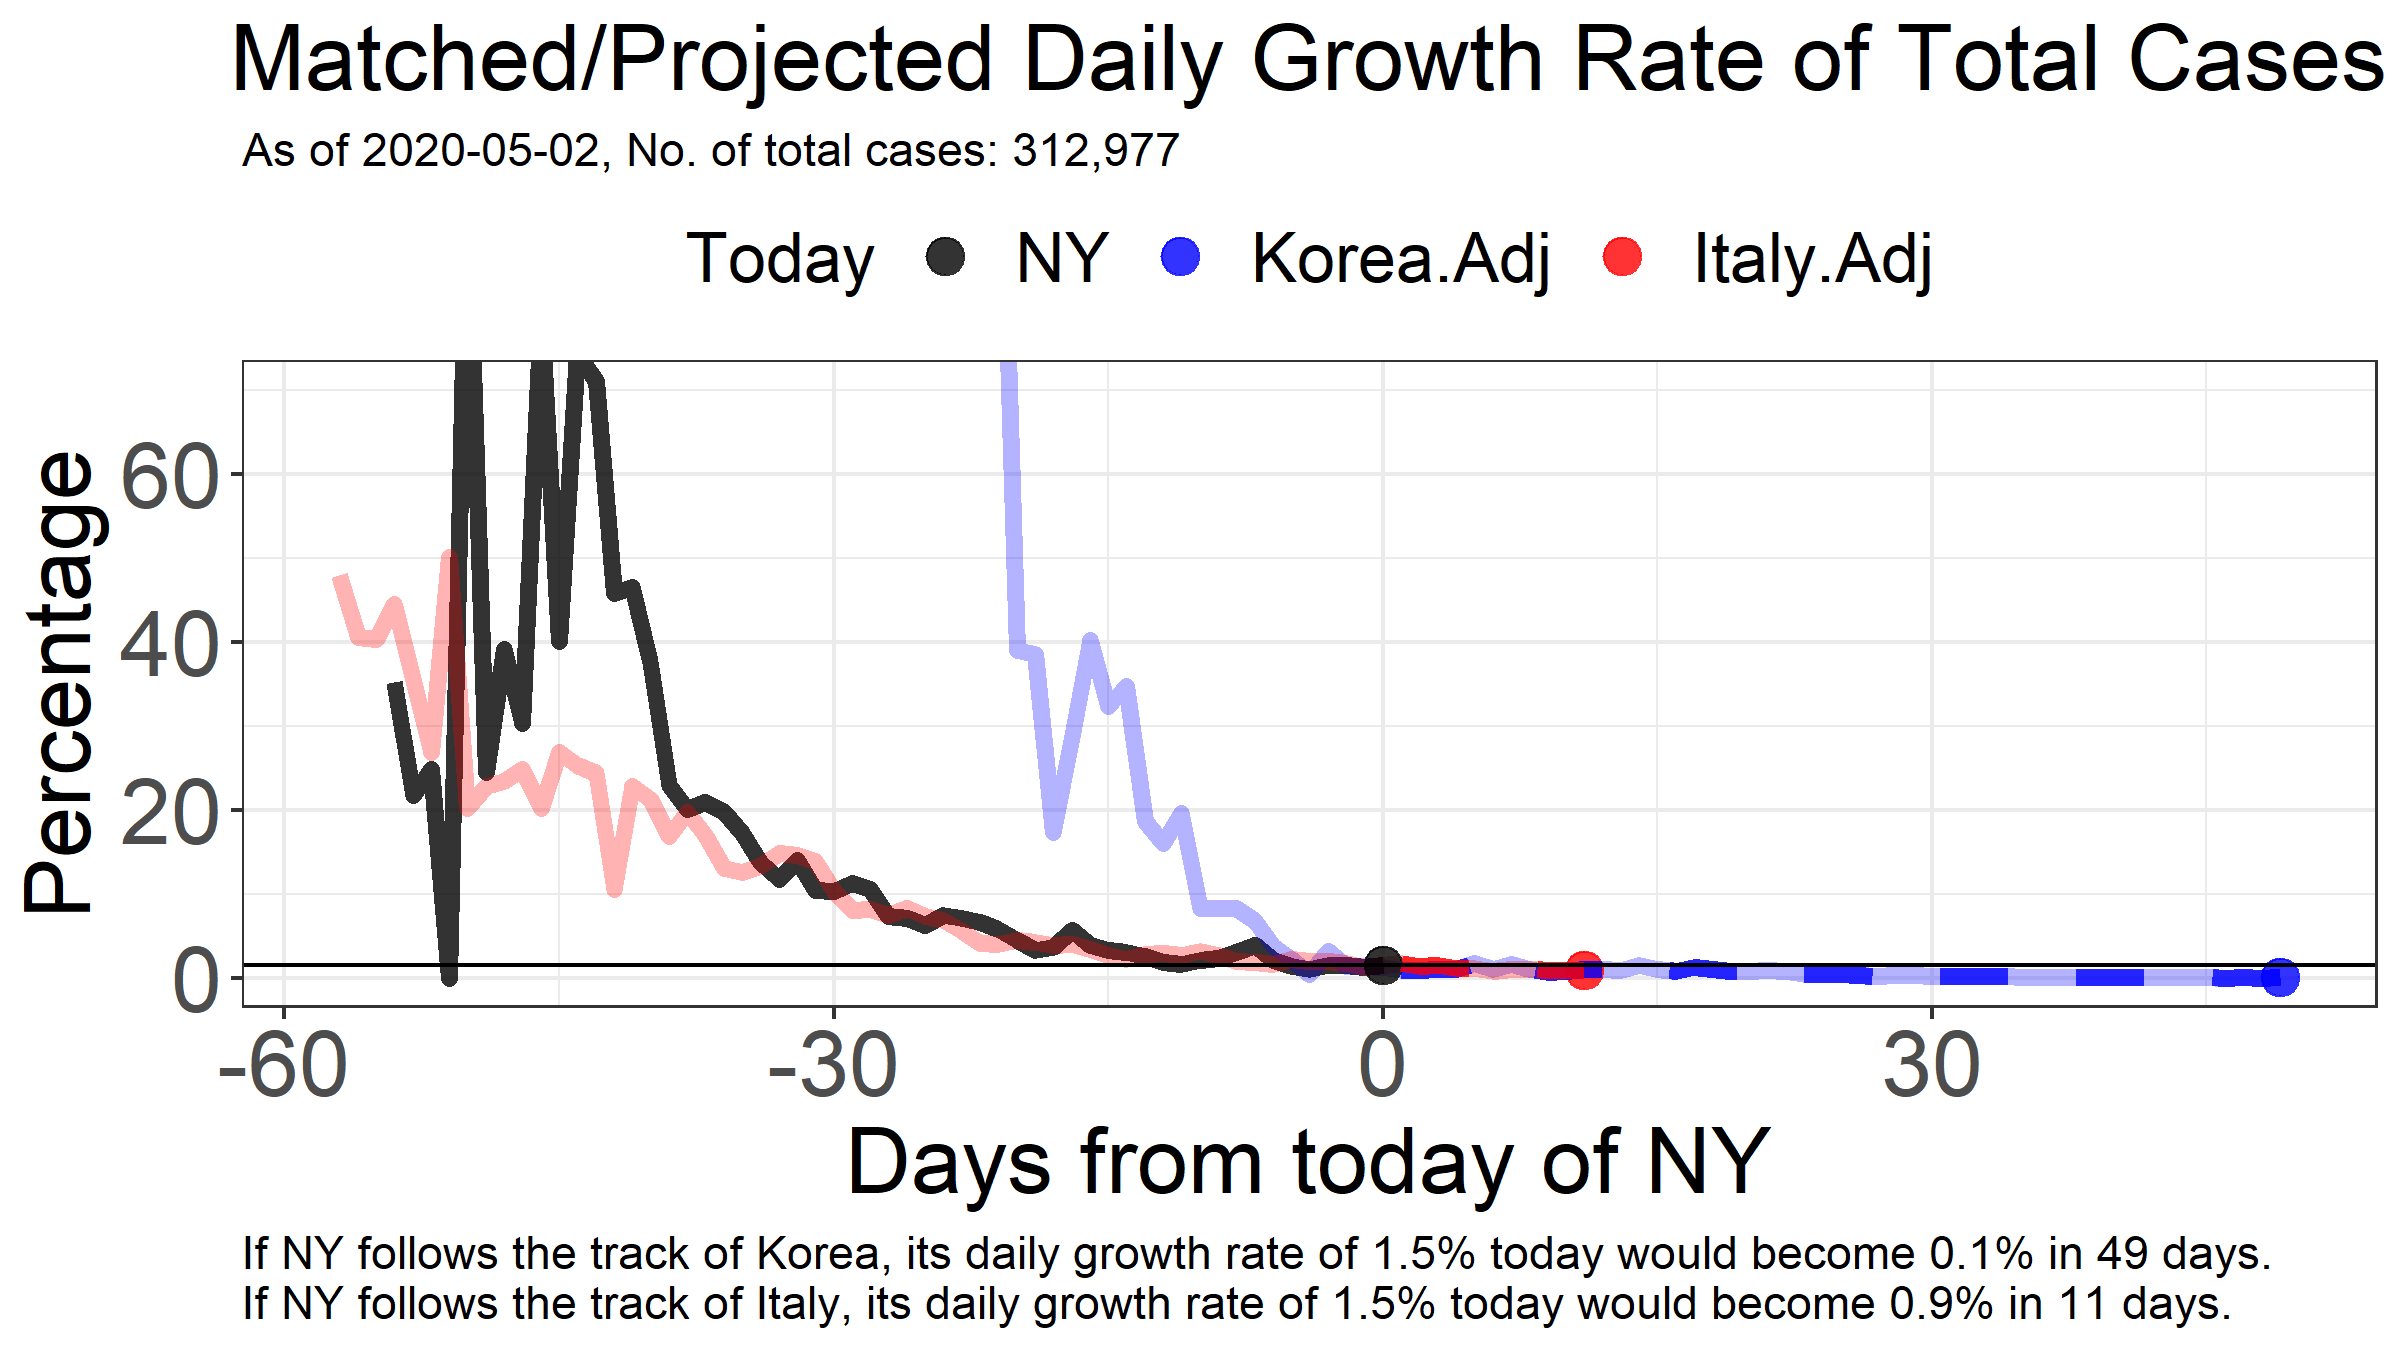 Matched/Projected Daily Growth Rate of Total Cases
As of 2020-05-02, No. of total cases: 312,977
Today NY Korea.Adj Italy.Adj
Percentage
60
40
20
0
-60 -30 0 30
Days from today of NY
If NY follows the track of Korea, its daily growth rate of 1.5% today would become 0.1% in 49 days.
If NY follows the track of Italy, its daily growth rate of 1.5% today would become 0.9% in 11 days.